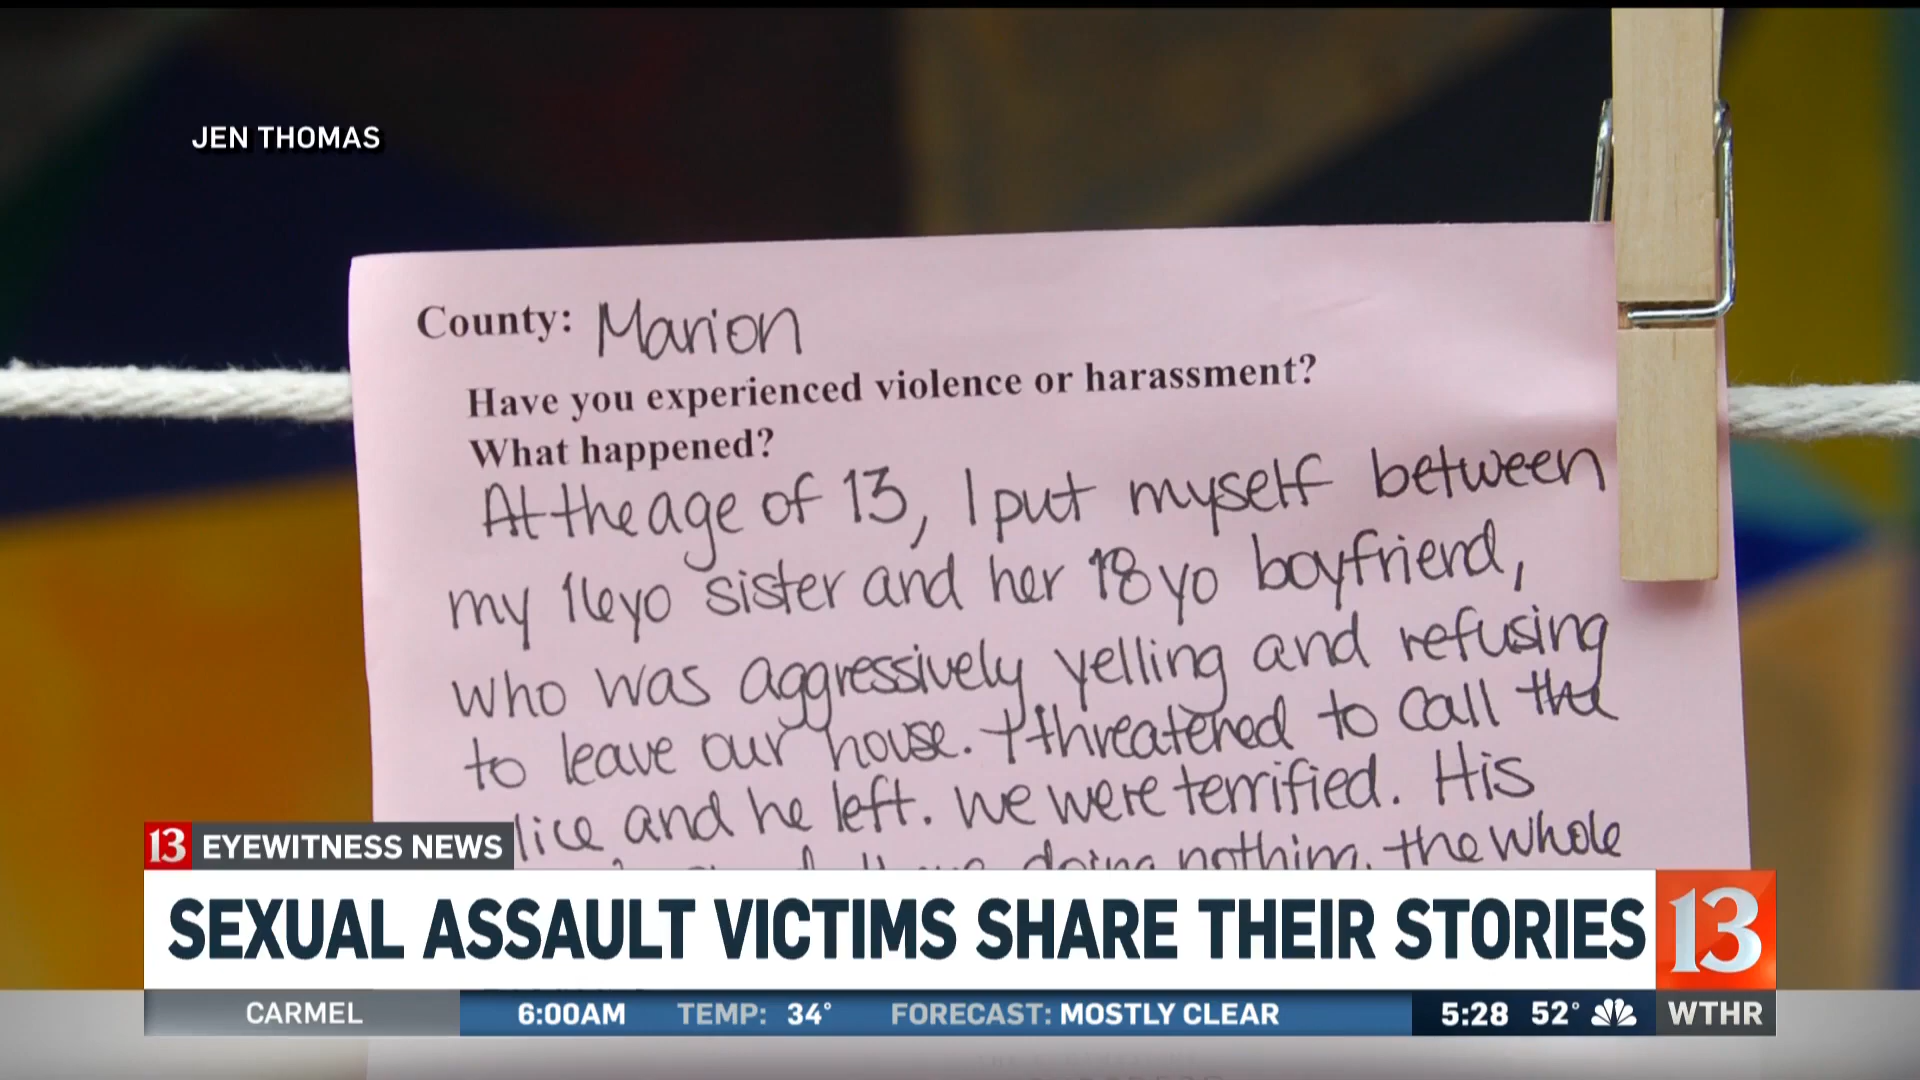 JEN THOMAS
County: Marion
Have you experienced violence or harassment?
What happened?
At the age of 13, I put myself between
my 16yo sister and her 18yo boyfriend,
who was aggressively yelling and refusing
to leave our house. I threatened to call the
lice and he left. We were terrified. His
doing nothing. The whole
13 EYEWITNESS NEWS
SEXUAL ASSAULT VICTIMS SHARE THEIR STORIES
13
CARMEL 6:00AM TEMP: 34° FORECAST: MOSTLY CLEAR 5:28 52° WTHR